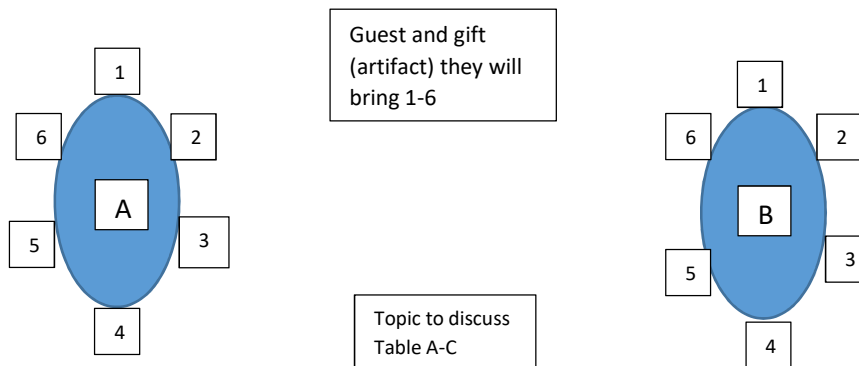 1
6
2
A
5
3
4
Guest and gift
(artifact) they will
bring 1-6
Topic to discuss
Table A-C
1
6
2
B
5
3
4